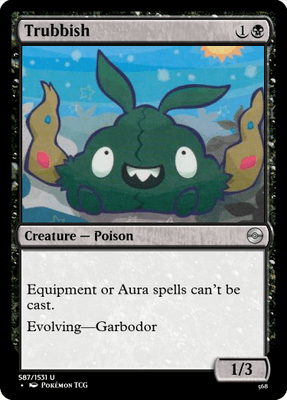 Trubbish 1
Creature — Poison
Equipment or Aura spells can't be
cast.
Evolving—Garbodor
1/3
587/1531 U
• Pokémon TCG
568